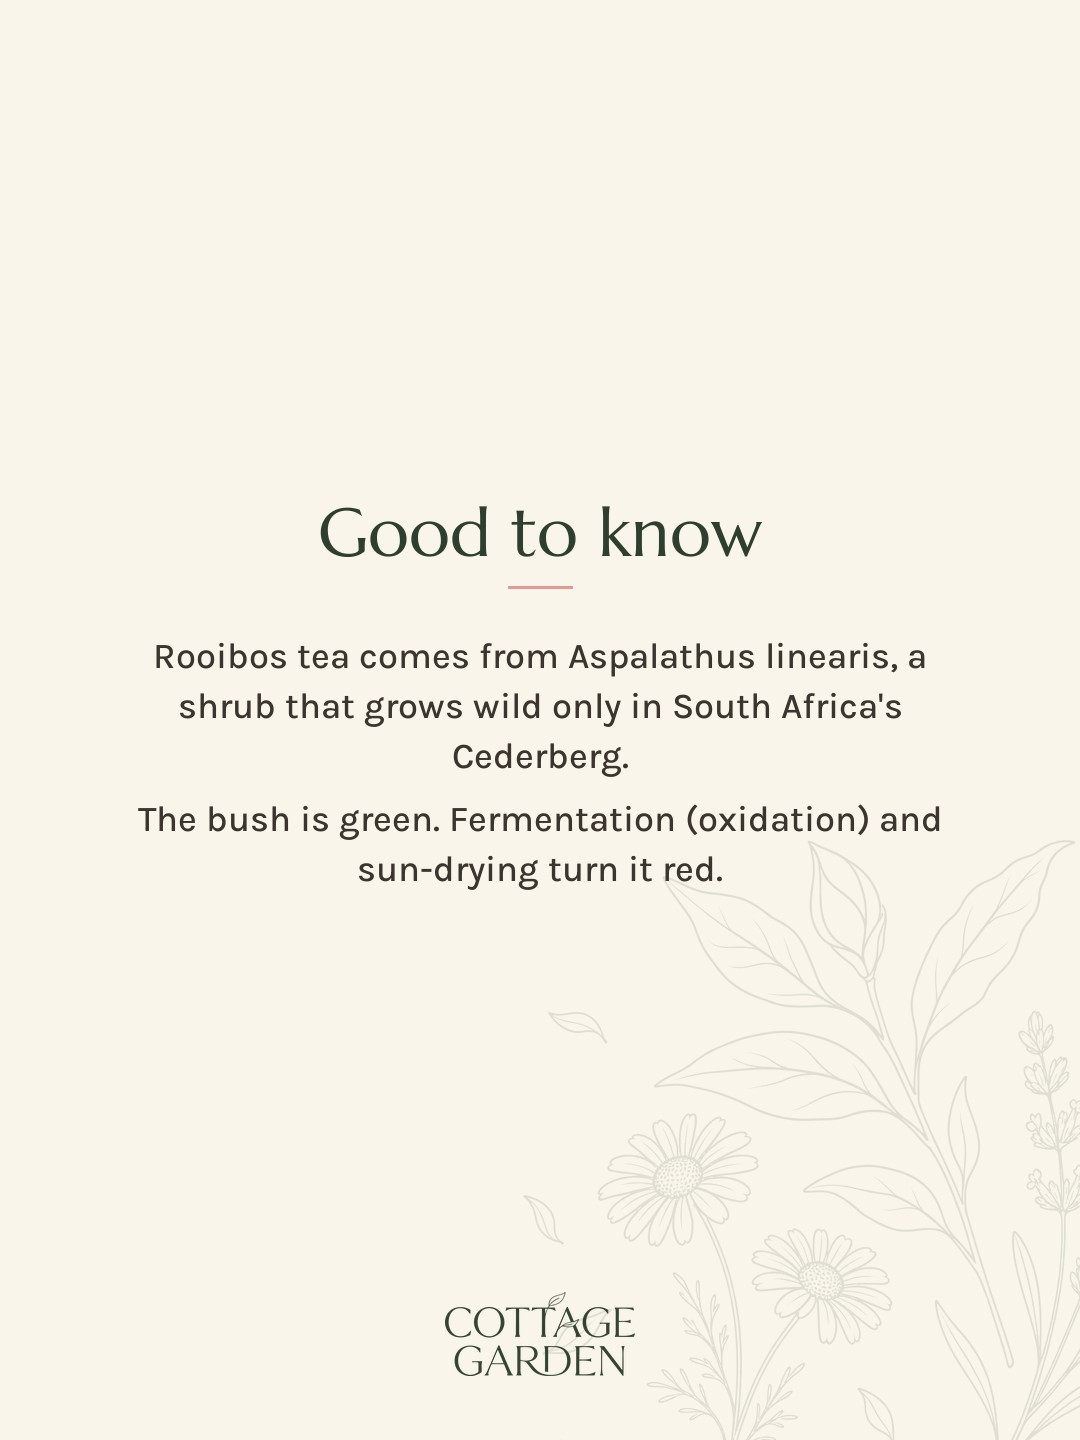 Good to know
Rooibos tea comes from Aspalathus linearis, a
shrub that grows wild only in South Africa's
Cederberg.
The bush is green. Fermentation (oxidation) and
sun-drying turn it red.
COTTAGE
GARDEN